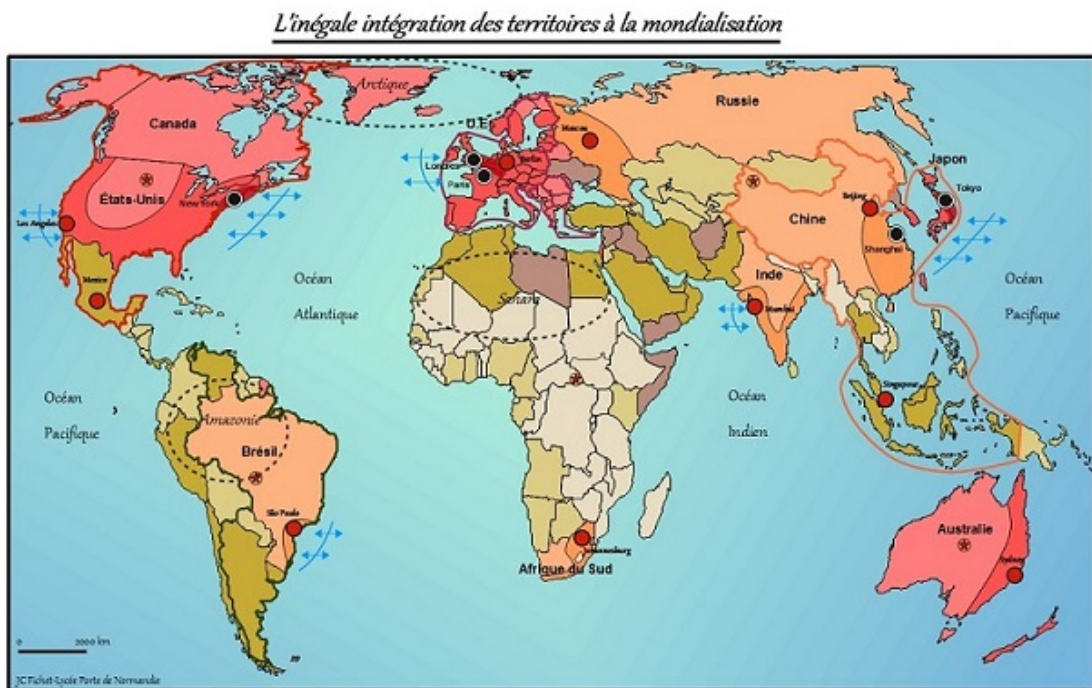 L'inégale intégration des territoires à la mondialisation
Arctique
Russie
Canada
U.E
Moscou
Londres
Berlin
Paris
Japon
États-Unis
New York
Los Angeles
Beijing
Tokyo
Chine
Shanghai
Mexico
Océan
Atlantique
Sahara
Inde
Mumbai
Océan
Pacifique
Océan
Pacifique
Océan
Indien
Singapour
Amazonie
Brésil
São Paulo
Johannesburg
Afrique du Sud
Australie
Sydney
0 2000 km
JC Fichet-Lycée Porte de Normandie